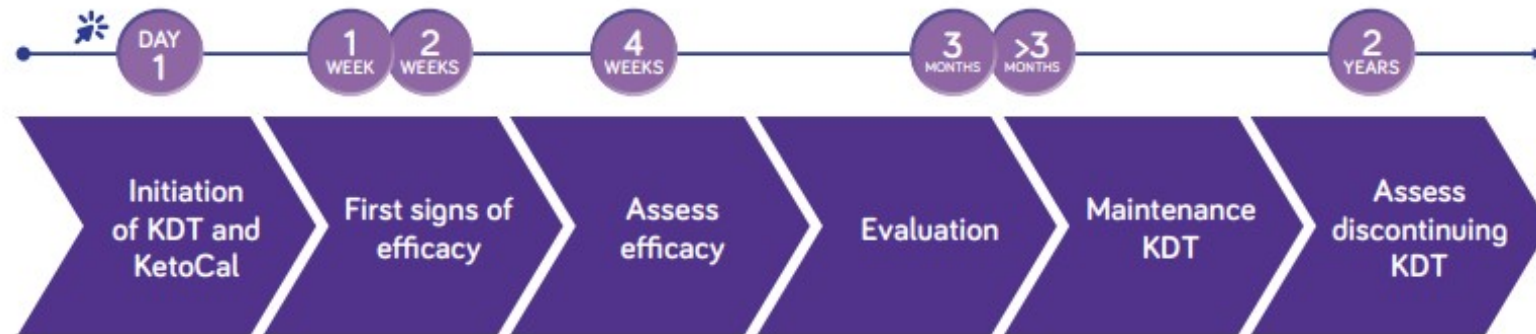 DAY
1
1
WEEK
2
WEEKS
4
WEEKS
3
MONTHS
>3
MONTHS
2
YEARS
Initiation
of KDT and
KetoCal
First signs of
efficacy
Assess
efficacy
Evaluation
Maintenance
KDT
Assess
discontinuing
KDT